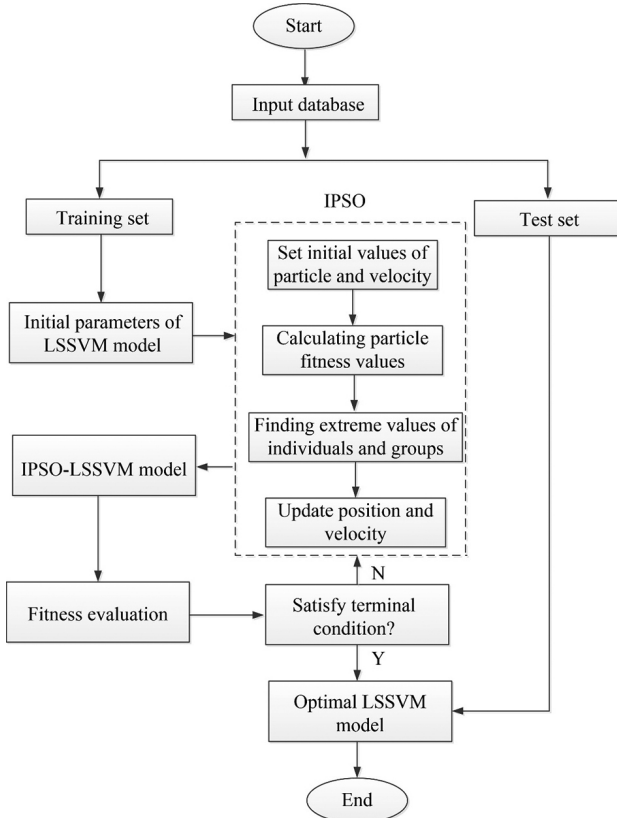 Start
Input database
Training set
IPSO
Test set
Set initial values of
particle and velocity
Initial parameters of
LSSVM model
Calculating particle
fitness values
Finding extreme values of
individuals and groups
IPSO-LSSVM model
Update position and
velocity
N
Fitness evaluation
Satisfy terminal
condition?
Y
Optimal LSSVM
model
End